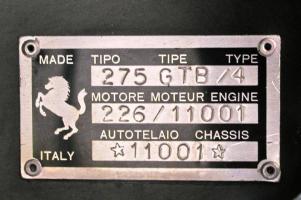 MADE TIPO TIPE TYPE
275 GTB/4
MOTORE MOTEUR ENGINE
226/11001
AUTOTELAIO CHASSIS
ITALY ☆11001☆